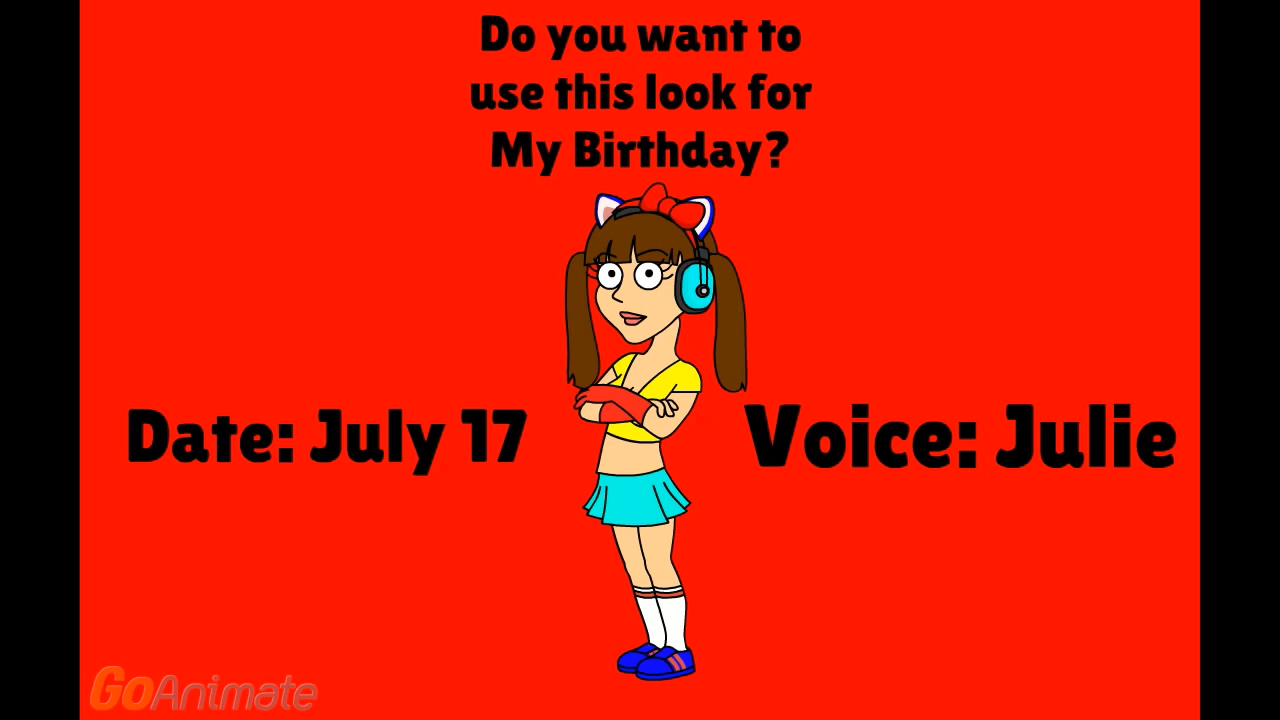 Do you want to
use this look for
My Birthday?
Date: July 17
Voice: Julie
GoAnimate